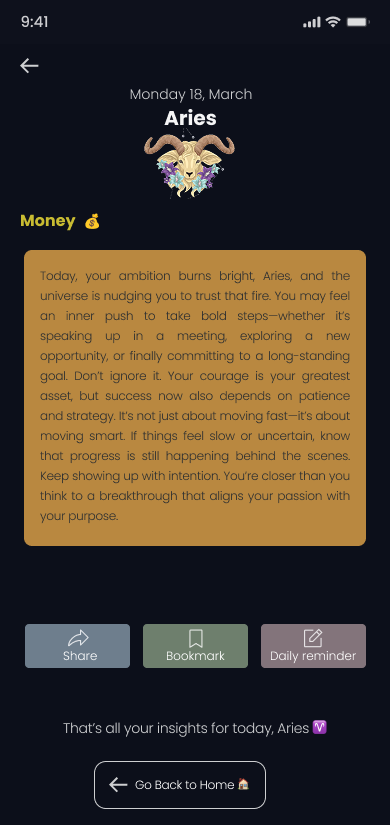 9:41
Monday 18, March
Aries
Money 💰
Today, your ambition burns bright, Aries, and the
universe is nudging you to trust that fire. You may feel
an inner push to take bold steps—whether it's
speaking up in a meeting, exploring a new
opportunity, or finally committing to a long-standing
goal. Don't ignore it. Your courage is your greatest
asset, but success now also depends on patience
and strategy. It's not just about moving fast—it's about
moving smart. If things feel slow or uncertain, know
that progress is still happening behind the scenes.
Keep showing up with intention. You're closer than you
think to a breakthrough that aligns your passion with
your purpose.
Share
Bookmark
Daily reminder
That's all your insights for today, Aries ♈
Go Back to Home 🏠